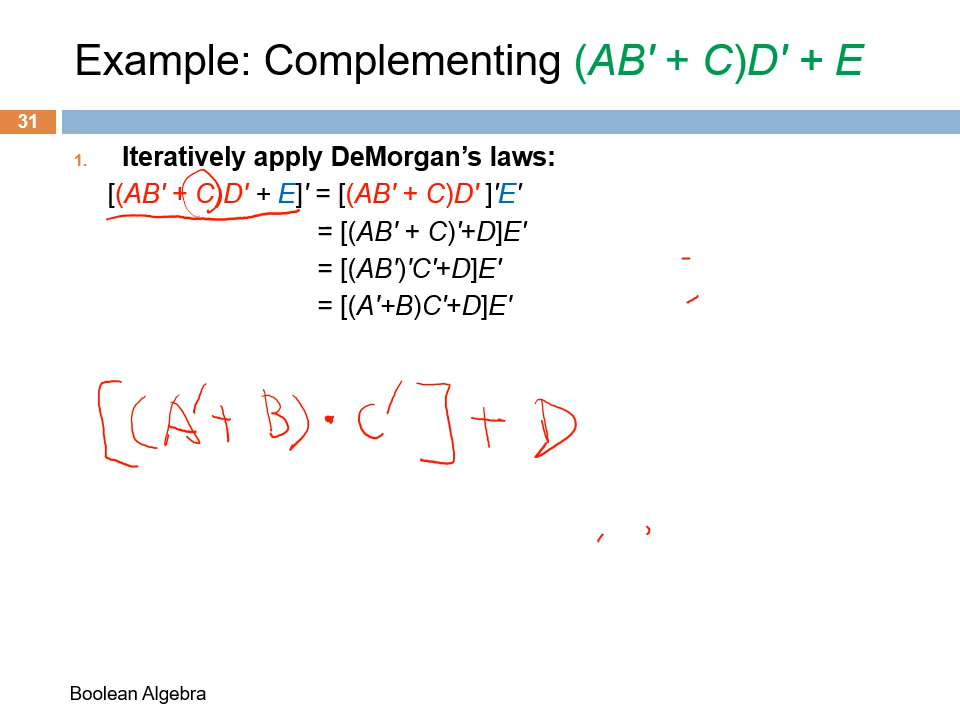 Example: Complementing (AB′ + C)D′ + E
31
1. Iteratively apply DeMorgan’s laws:
[(AB′ + C)D′ + E]′ = [(AB′ + C)D′ ]′E′
= [(AB′ + C)′+D]E′
= [(AB′)′C′+D]E′
= [(A′+B)C′+D]E′
[(A′+ B) · C′ ] + D
Boolean Algebra